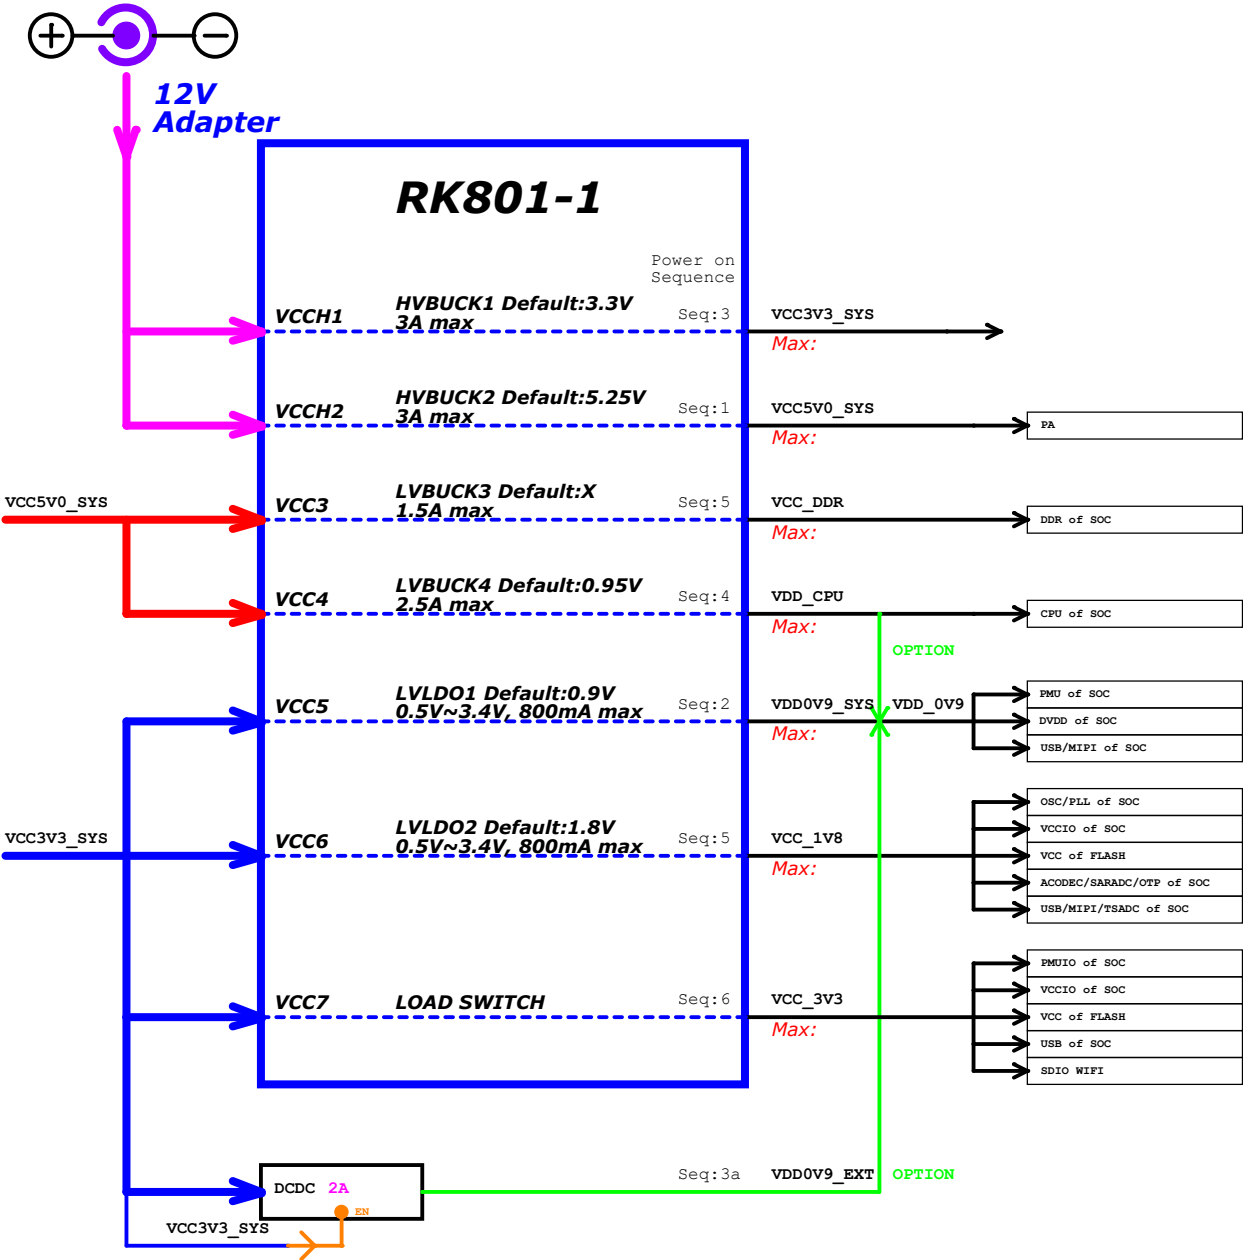 12V
Adapter
RK801-1
Power on
Sequence
VCCH1
HVBUCK1 Default:3.3V
3A max
Seq:3
VCC3V3_SYS
Max:
VCCH2
HVBUCK2 Default:5.25V
3A max
Seq:1
VCC5V0_SYS
Max:
PA
VCC5V0_SYS
VCC3
LVBUCK3 Default:X
1.5A max
Seq:5
VCC_DDR
Max:
DDR of SOC
VCC4
LVBUCK4 Default:0.95V
2.5A max
Seq:4
VDD_CPU
Max:
CPU of SOC
OPTION
VCC5
LVLDO1 Default:0.9V
0.5V~3.4V, 800mA max
Seq:2
VDD0V9_SYS
VDD_0V9
Max:
PMU of SOC
DVDD of SOC
USB/MIPI of SOC
VCC3V3_SYS
VCC6
LVLDO2 Default:1.8V
0.5V~3.4V, 800mA max
Seq:5
VCC_1V8
Max:
OSC/PLL of SOC
VCCIO of SOC
VCC of FLASH
ACODEC/SARADC/OTP of SOC
USB/MIPI/TSADC of SOC
VCC7
LOAD SWITCH
Seq:6
VCC_3V3
Max:
PMUIO of SOC
VCCIO of SOC
VCC of FLASH
USB of SOC
SDIO WIFI
DCDC 2A
EN
Seq:3a
VDD0V9_EXT
OPTION
VCC3V3_SYS